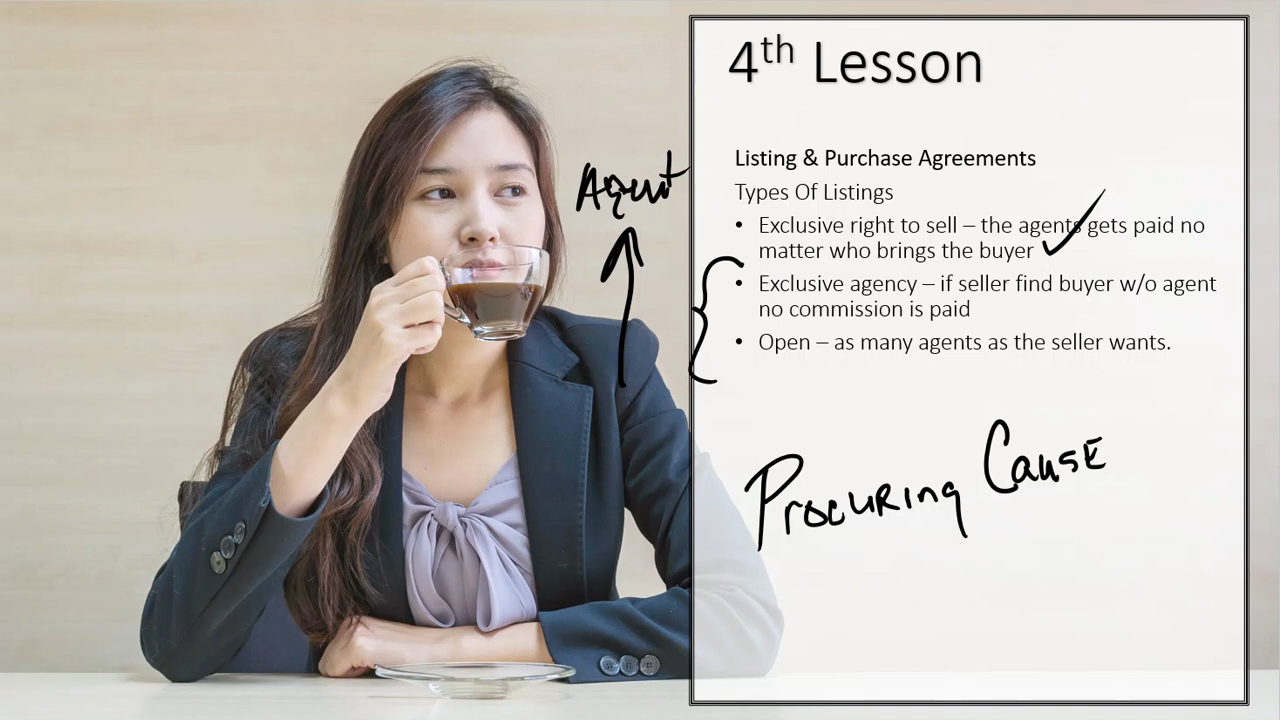 4th Lesson
Listing & Purchase Agreements
Types Of Listings
• Exclusive right to sell – the agents gets paid no
matter who brings the buyer
• Exclusive agency – if seller find buyer w/o agent
no commission is paid
• Open – as many agents as the seller wants.
Agent
Procuring Cause